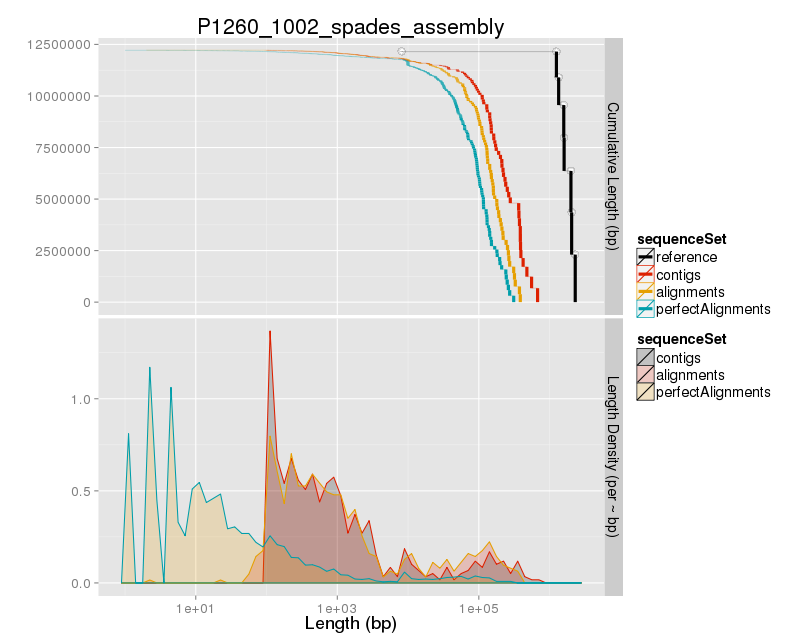 P1260_1002_spades_assembly
12500000
10000000
7500000
5000000
2500000
0
Cumulative Length (bp)
1.0
0.5
0.0
Length Density (per ~ bp)
1e+01
1e+03
1e+05
Length (bp)
sequenceSet
reference
contigs
alignments
perfectAlignments
sequenceSet
contigs
alignments
perfectAlignments